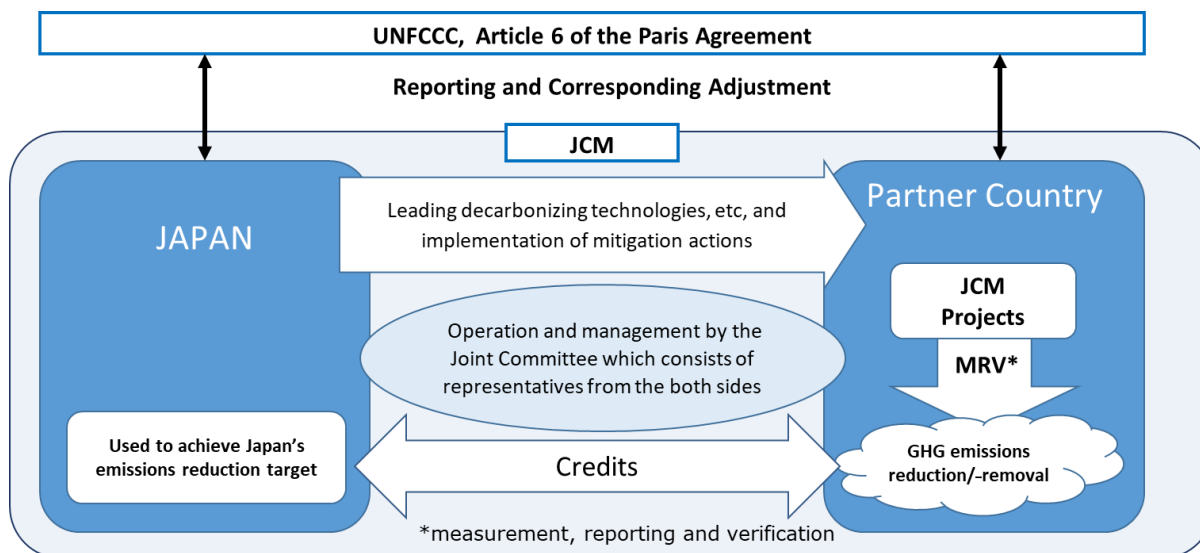 UNFCCC, Article 6 of the Paris Agreement
Reporting and Corresponding Adjustment
JCM
JAPAN
Leading decarbonizing technologies, etc, and
implementation of mitigation actions
Partner Country
JCM
Projects
Operation and management by the
Joint Committee which consists of
representatives from the both sides
MRV*
Used to achieve Japan's
emissions reduction target
Credits
GHG emissions
reduction/-removal
*measurement, reporting and verification